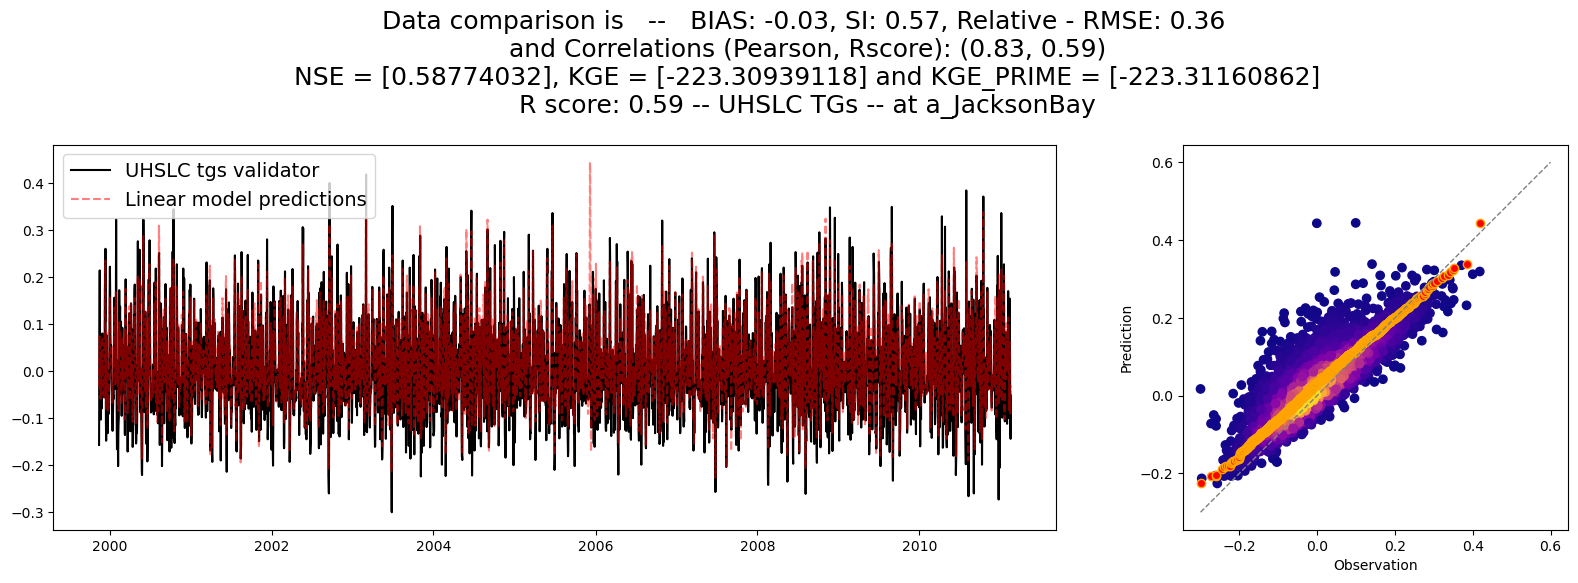 Data comparison is   --   BIAS: -0.03, SI: 0.57, Relative - RMSE: 0.36
and Correlations (Pearson, Rscore): (0.83, 0.59)
NSE = [0.58774032], KGE = [-223.30939118] and KGE_PRIME = [-223.31160862]
R score: 0.59 -- UHSLC TGs -- at a_JacksonBay
UHSLC tgs validator
Linear model predictions
0.4
0.3
0.2
0.1
0.0
−0.1
−0.2
−0.3
2000 2002 2004 2006 2008 2010
Prediction
0.6
0.4
0.2
0.0
−0.2
−0.2 0.0 0.2 0.4 0.6
Observation